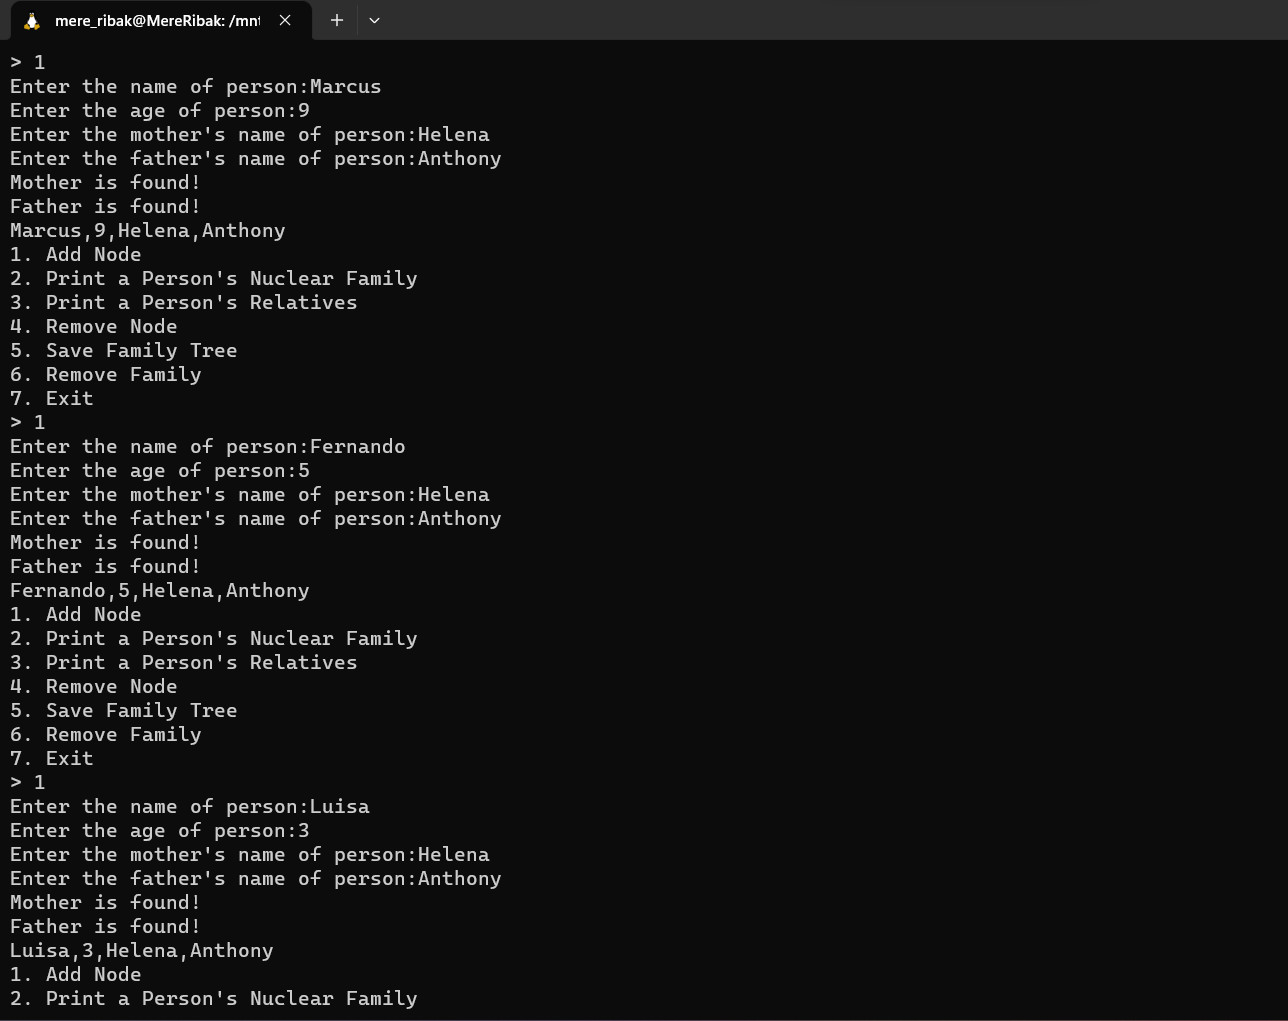 mere_ribak@MereRibak: /mnt
> 1
Enter the name of person:Marcus
Enter the age of person:9
Enter the mother's name of person:Helena
Enter the father's name of person:Anthony
Mother is found!
Father is found!
Marcus,9,Helena,Anthony
1. Add Node
2. Print a Person's Nuclear Family
3. Print a Person's Relatives
4. Remove Node
5. Save Family Tree
6. Remove Family
7. Exit
> 1
Enter the name of person:Fernando
Enter the age of person:5
Enter the mother's name of person:Helena
Enter the father's name of person:Anthony
Mother is found!
Father is found!
Fernando,5,Helena,Anthony
1. Add Node
2. Print a Person's Nuclear Family
3. Print a Person's Relatives
4. Remove Node
5. Save Family Tree
6. Remove Family
7. Exit
> 1
Enter the name of person:Luisa
Enter the age of person:3
Enter the mother's name of person:Helena
Enter the father's name of person:Anthony
Mother is found!
Father is found!
Luisa,3,Helena,Anthony
1. Add Node
2. Print a Person's Nuclear Family